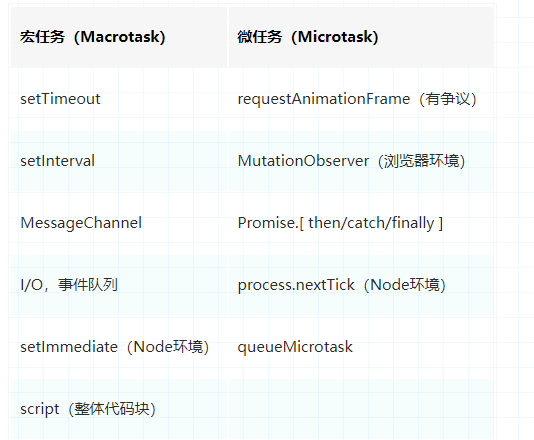 宏任务（Macrotask） 微任务（Microtask）
setTimeout requestAnimationFrame（有争议）
setInterval MutationObserver（浏览器环境）
MessageChannel Promise.[ then/catch/finally ]
I/O，事件队列 process.nextTick（Node环境）
setImmediate（Node环境） queueMicrotask
script（整体代码块）